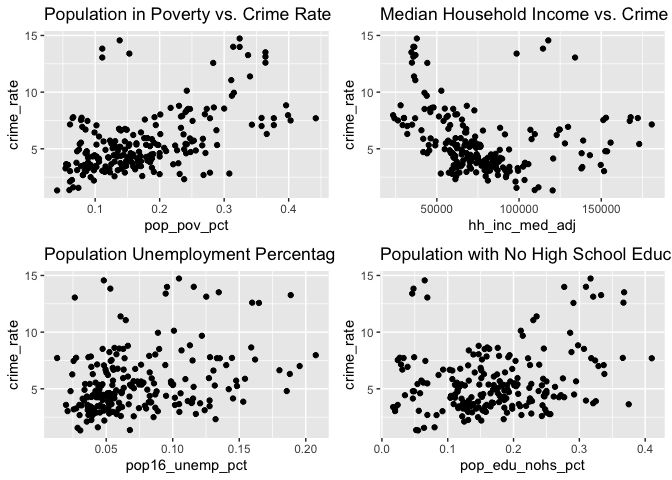 Population in Poverty vs. Crime Rate
15
10
5
crime_rate
0.1 0.2 0.3 0.4
pop_pov_pct
Median Household Income vs. Crime
15
10
5
crime_rate
50000 100000 150000
hh_inc_med_adj
Population Unemployment Percentag
15
10
5
crime_rate
0.05 0.10 0.15 0.20
pop16_unemp_pct
Population with No High School Educ
15
10
5
crime_rate
0.0 0.1 0.2 0.3 0.4
pop_edu_nohs_pct